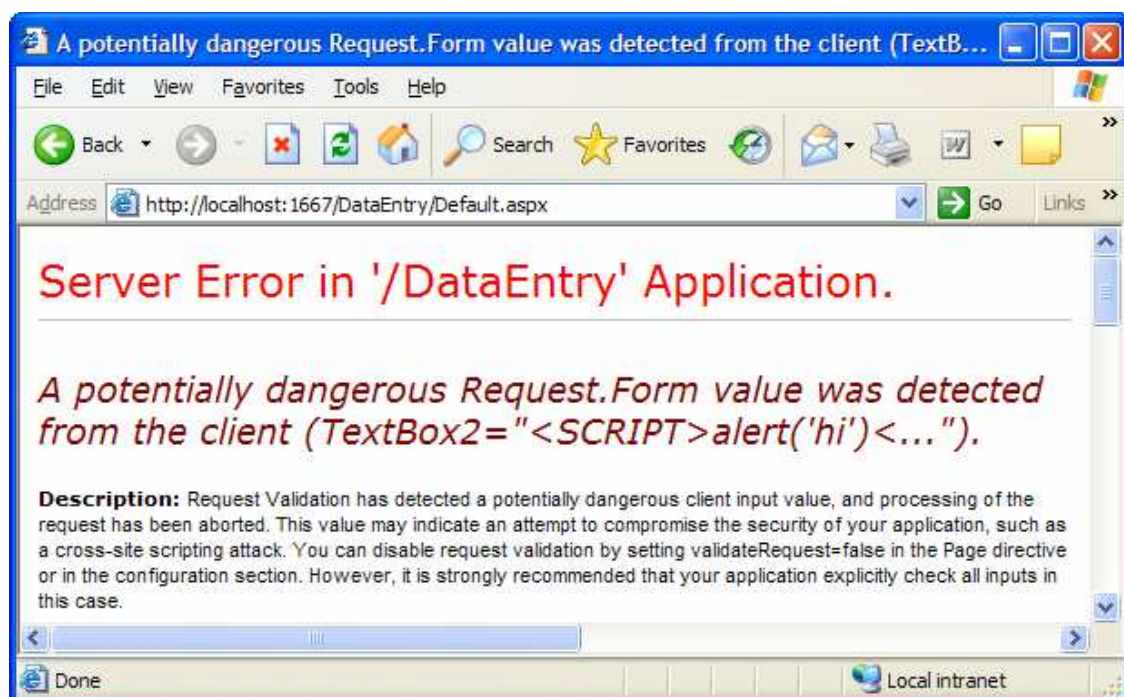 A potentially dangerous Request.Form value was detected from the client (TextB...
File Edit View Favorites Tools Help
Back Search Favorites W »
Address http://localhost:1667/DataEntry/Default.aspx Go Links »
Server Error in '/DataEntry' Application.
A potentially dangerous Request.Form value was detected
from the client (TextBox2="<SCRIPT>alert('hi')<...").
Description: Request Validation has detected a potentially dangerous client input value, and processing of the
request has been aborted. This value may indicate an attempt to compromise the security of your application, such as
a cross-site scripting attack. You can disable request validation by setting validateRequest=false in the Page directive
or in the configuration section. However, it is strongly recommended that your application explicitly check all inputs in
this case.
Done Local intranet